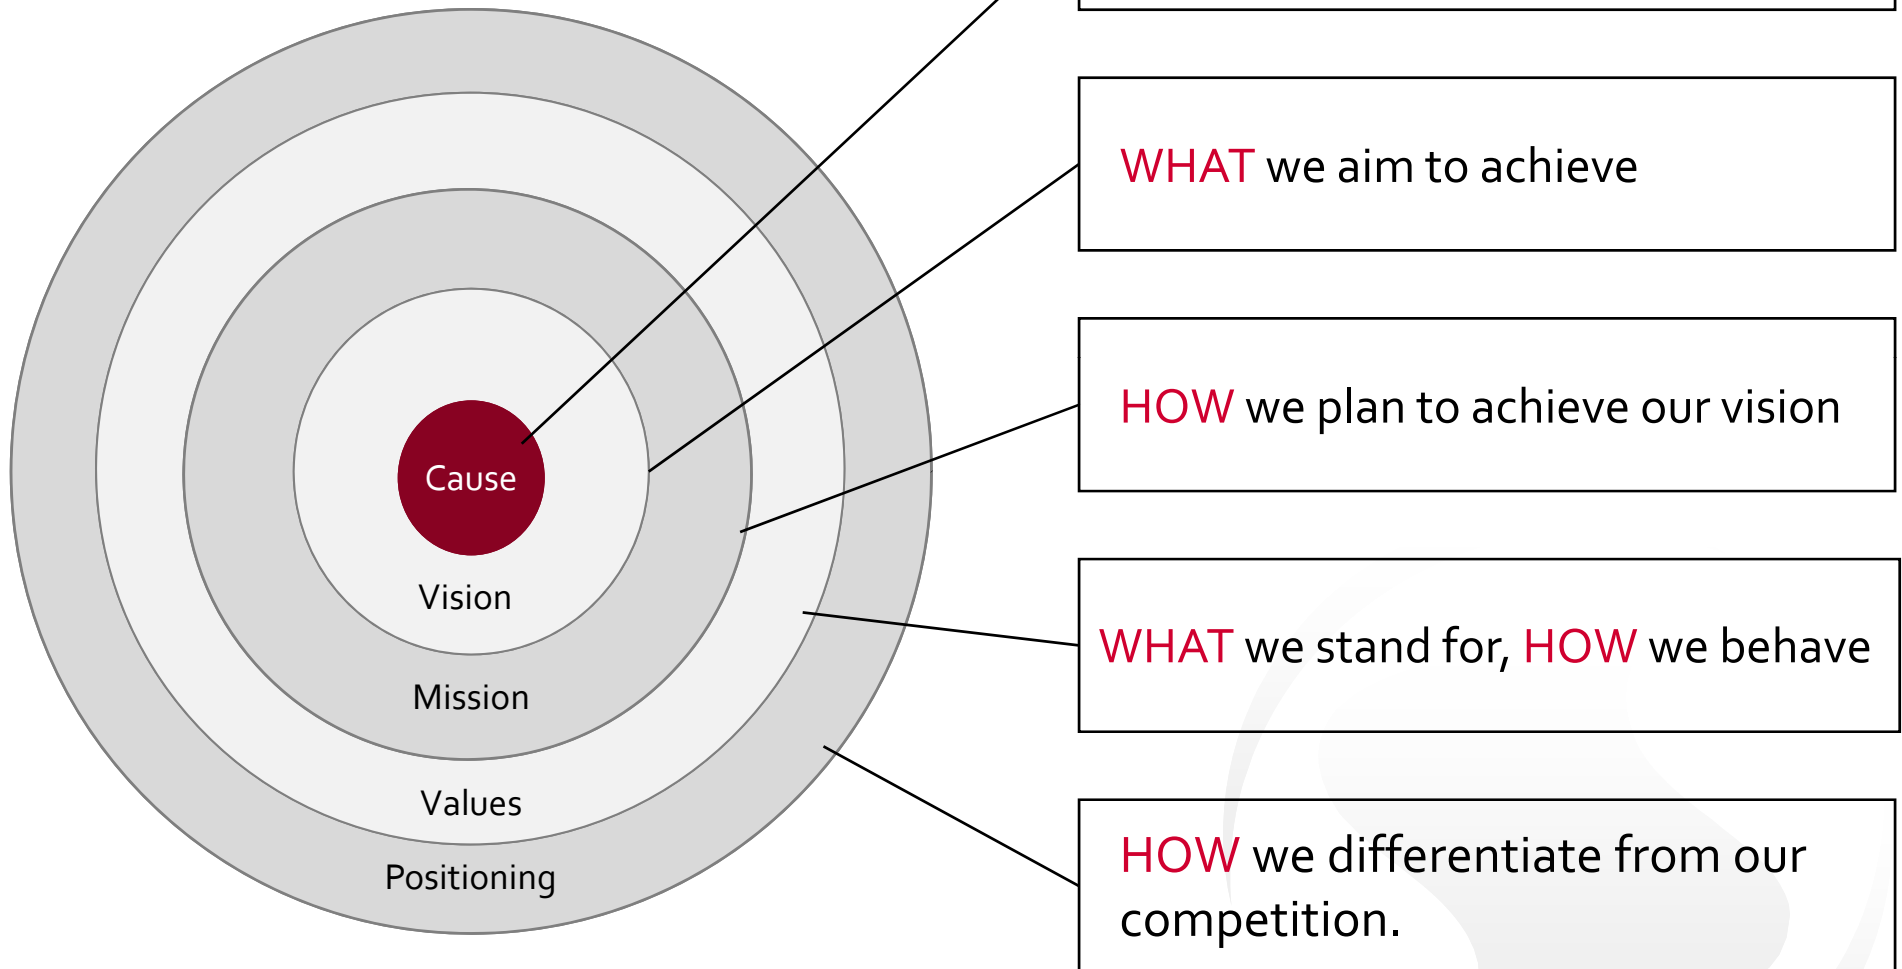 Cause
Vision
Mission
Values
Positioning
WHAT we aim to achieve
HOW we plan to achieve our vision
WHAT we stand for, HOW we behave
HOW we differentiate from our
competition.